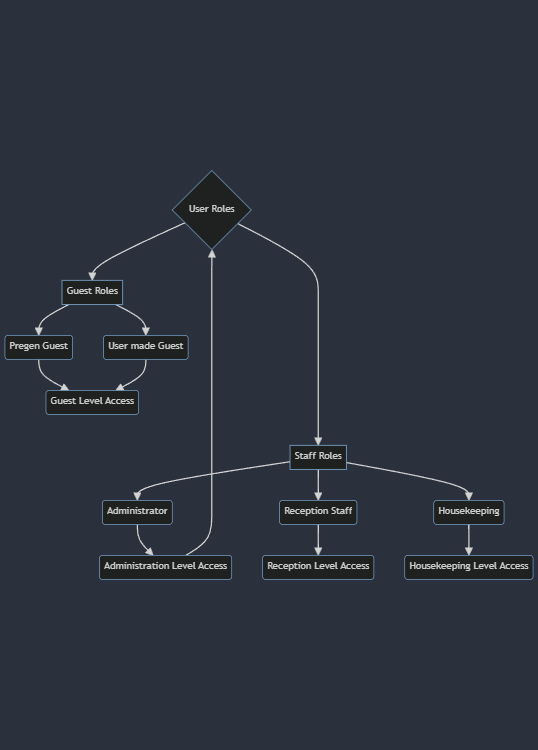 User Roles
Guest Roles
Pregen Guest
User made Guest
Guest Level Access
Staff Roles
Administrator
Reception Staff
Housekeeping
Administration Level Access
Reception Level Access
Housekeeping Level Access